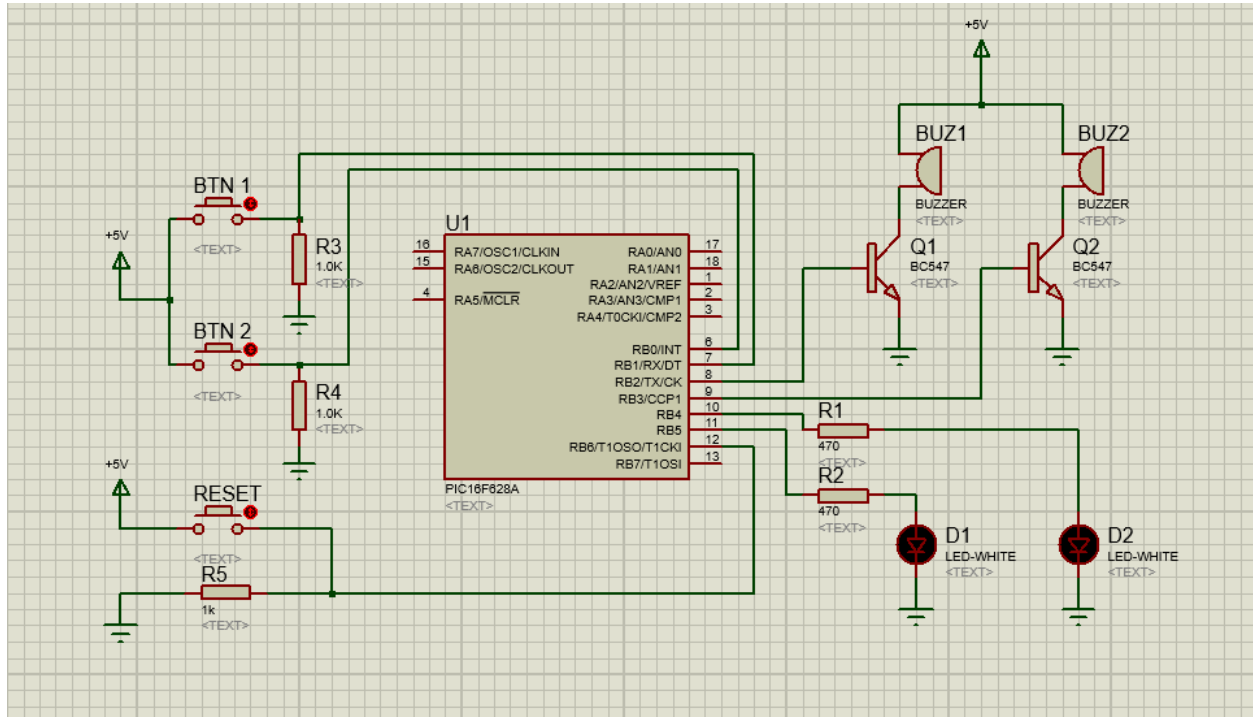 +5V
BUZ1
BUZ2
BUZZER
<TEXT>
BUZZER
<TEXT>
BTN 1
<TEXT>
+5V
R3
1.0K
<TEXT>
BTN 2
<TEXT>
R4
1.0K
<TEXT>
U1
16 RA7/OSC1/CLKIN
15 RA6/OSC2/CLKOUT
4 RA5/MCLR
RA0/AN0 17
RA1/AN1 18
RA2/AN2/VREF 1
RA3/AN3/CMP1 2
RA4/T0CKI/CMP2 3
RB0/INT 6
RB1/RX/DT 7
RB2/TX/CK 8
RB3/CCP1 9
RB4 10
RB5 11
RB6/T1OSO/T1CKI 12
RB7/T1OSI 13
PIC16F628A
<TEXT>
Q1
BC547
<TEXT>
Q2
BC547
<TEXT>
R1
470
<TEXT>
R2
470
<TEXT>
D1
LED-WHITE
<TEXT>
D2
LED-WHITE
<TEXT>
+5V
RESET
<TEXT>
R5
1k
<TEXT>